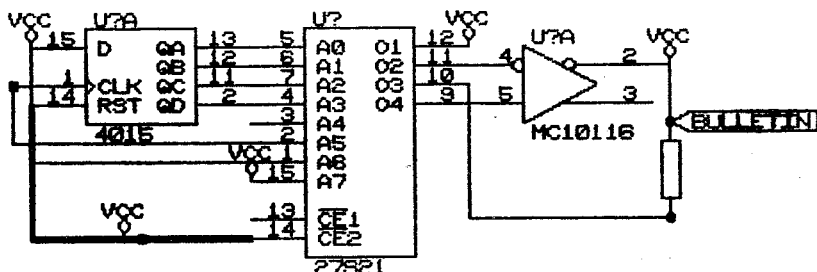 VCC U?A U?
15 D QA 13 5 A0 O1 12 VCC
QB 12 6 A1 O2 11 4 U?A 2 VCC
1 CLK QC 11 7 A2 O3 10
14 RST QD 2 4 A3 O4 9 5 3
3 A4 BULLETIN
4015 2 A5 MC10116
VCC 1 A6
15 A7
13 CE1
VCC 14 CE2
27S21